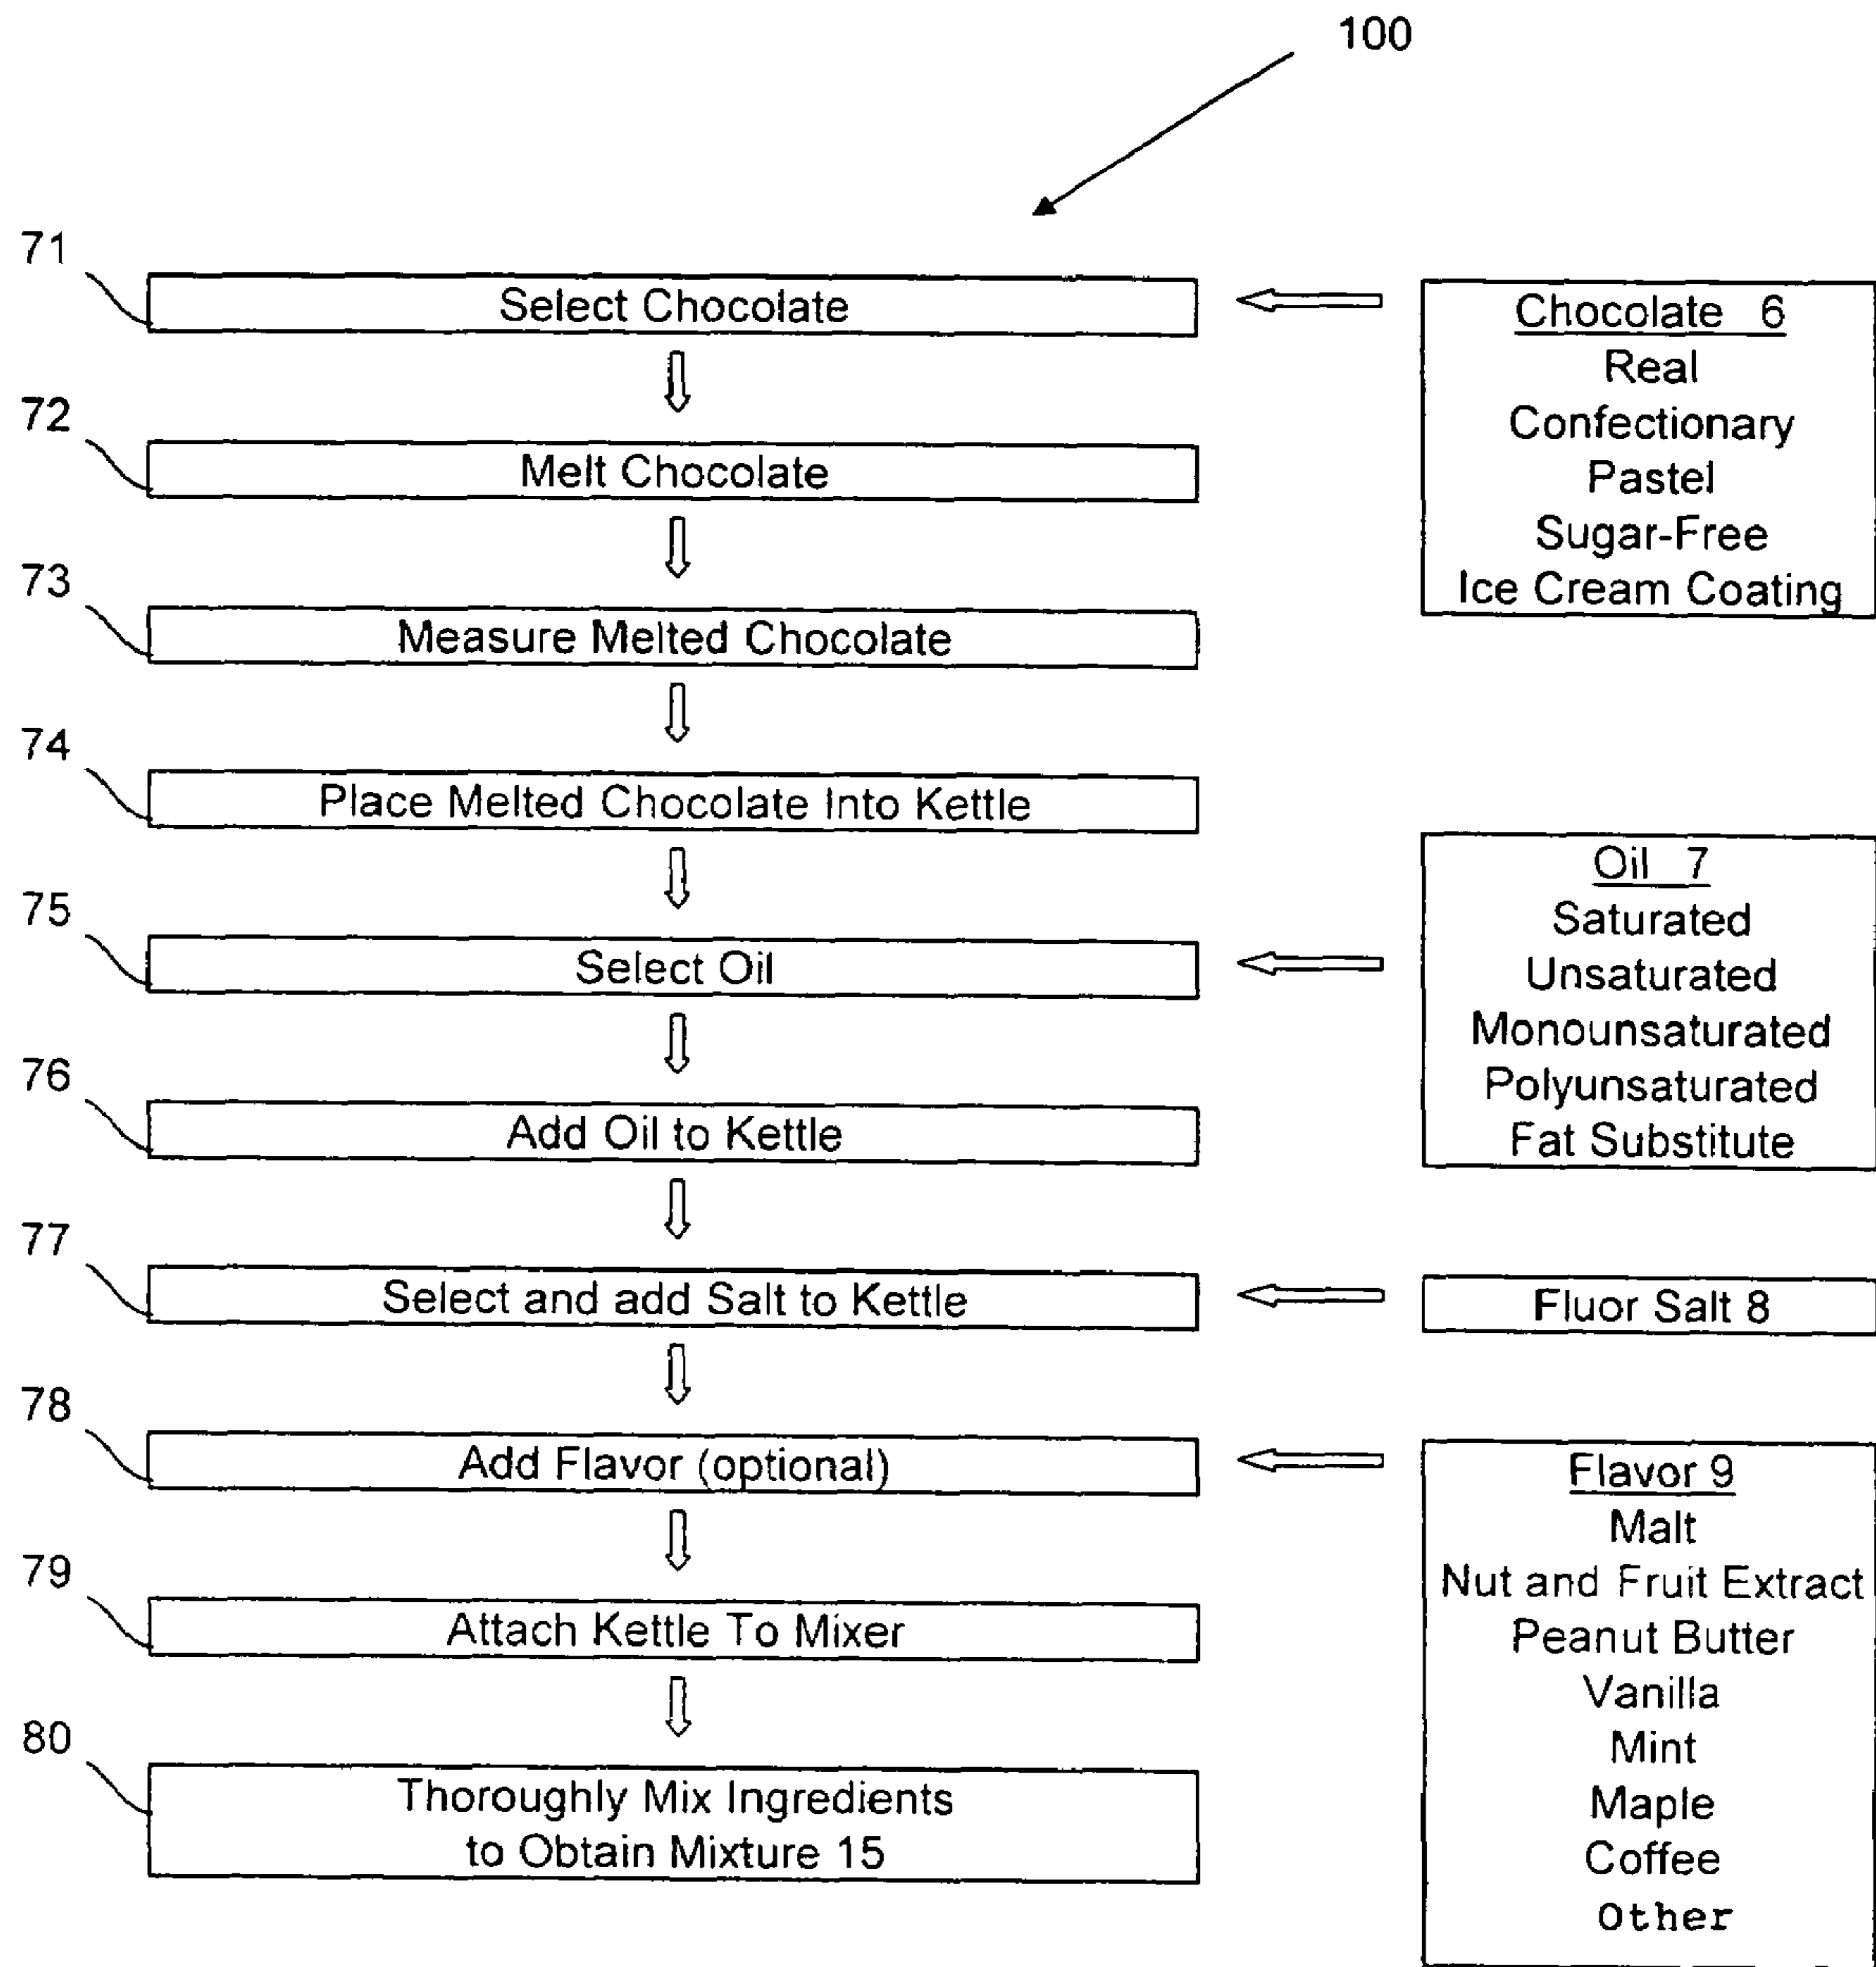 100
71
Select Chocolate
72
Melt Chocolate
73
Measure Melted Chocolate
74
Place Melted Chocolate Into Kettle
75
Select Oil
76
Add Oil to Kettle
77
Select and add Salt to Kettle
78
Add Flavor (optional)
79
Attach Kettle To Mixer
80
Thoroughly Mix Ingredients
to Obtain Mixture 15
Chocolate 6
Real
Confectionary
Pastel
Sugar-Free
Ice Cream Coating
Oil 7
Saturated
Unsaturated
Monounsaturated
Polyunsaturated
Fat Substitute
Fluor Salt 8
Flavor 9
Malt
Nut and Fruit Extract
Peanut Butter
Vanilla
Mint
Maple
Coffee
Other